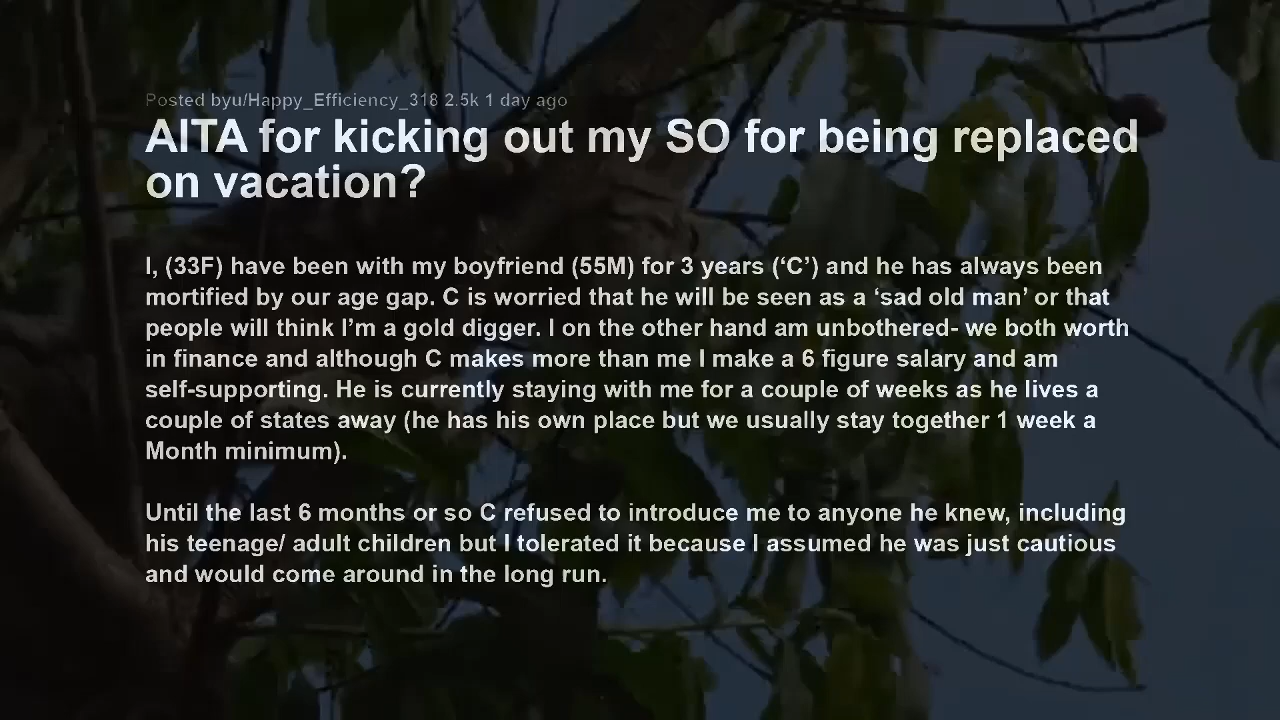 Posted byu/Happy_Efficiency_318 2.5k 1 day ago
AITA for kicking out my SO for being replaced
on vacation?
I, (33F) have been with my boyfriend (55M) for 3 years (‘C’) and he has always been
mortified by our age gap. C is worried that he will be seen as a ‘sad old man’ or that
people will think I’m a gold digger. I on the other hand am unbothered- we both worth
in finance and although C makes more than me I make a 6 figure salary and am
self-supporting. He is currently staying with me for a couple of weeks as he lives a
couple of states away (he has his own place but we usually stay together 1 week a
Month minimum).
Until the last 6 months or so C refused to introduce me to anyone he knew, including
his teenage/ adult children but I tolerated it because I assumed he was just cautious
and would come around in the long run.